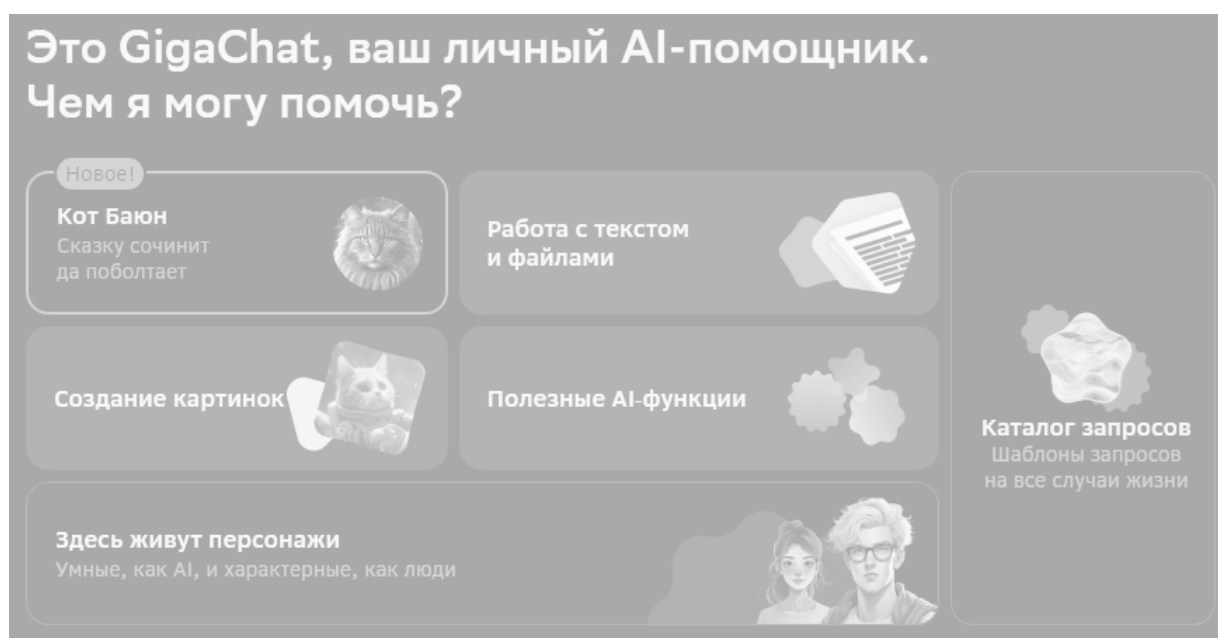 Это GigaChat, ваш личный AI-помощник.
Чем я могу помочь?
Новое!
Кот Баюн
Сказку сочинит
да поболтает
Работа с текстом
и файлами
Создание картинок
Полезные AI-функции
Здесь живут персонажи
Умные, как AI, и характерные, как люди
Каталог запросов
Шаблоны запросов
на все случаи жизни